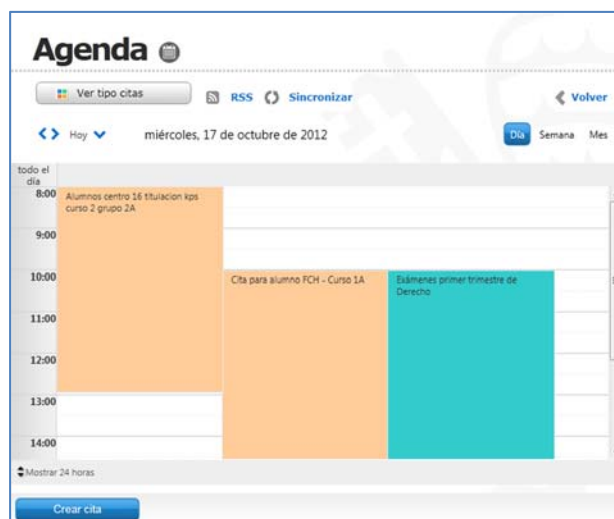 Agenda
Ver tipo citas RSS Sincronizar Volver
Hoy miércoles, 17 de octubre de 2012 Día Semana Mes
todo el
día
8:00 Alumnos centro 16 titulacion kps
curso 2 grupo 2A
9:00
10:00 Cita para alumno FCH - Curso 1A Exámenes primer trimestre de
Derecho
11:00
12:00
13:00
14:00
Mostrar 24 horas
Crear cita